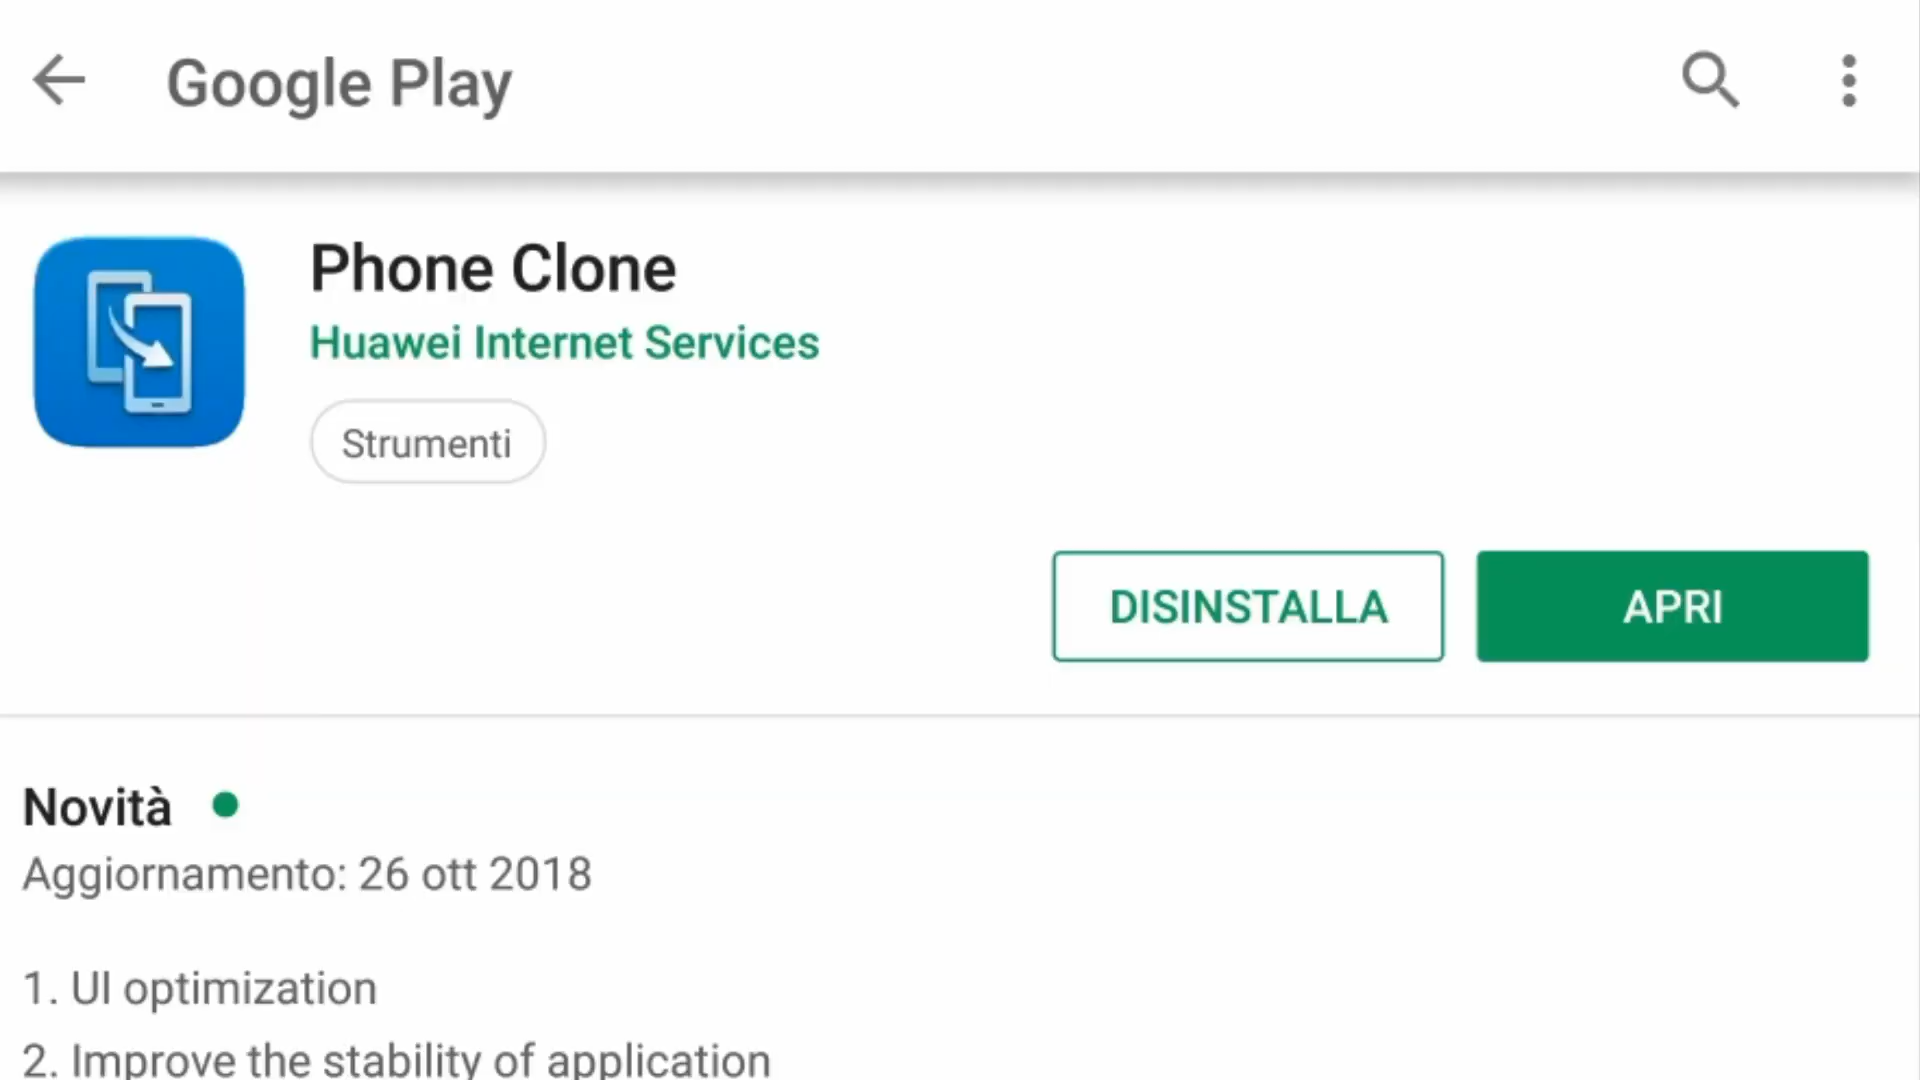 Google Play
Phone Clone
Huawei Internet Services
Strumenti
DISINSTALLA
APRI
Novità
Aggiornamento: 26 ott 2018
1. UI optimization
2. Improve the stability of application